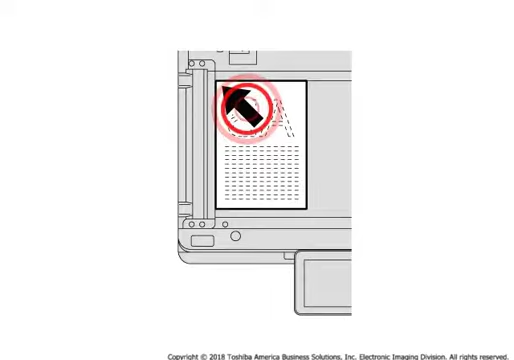 Copyright © 2018 Toshiba America Business Solutions, Inc. Electronic Imaging Division. All rights reserved.